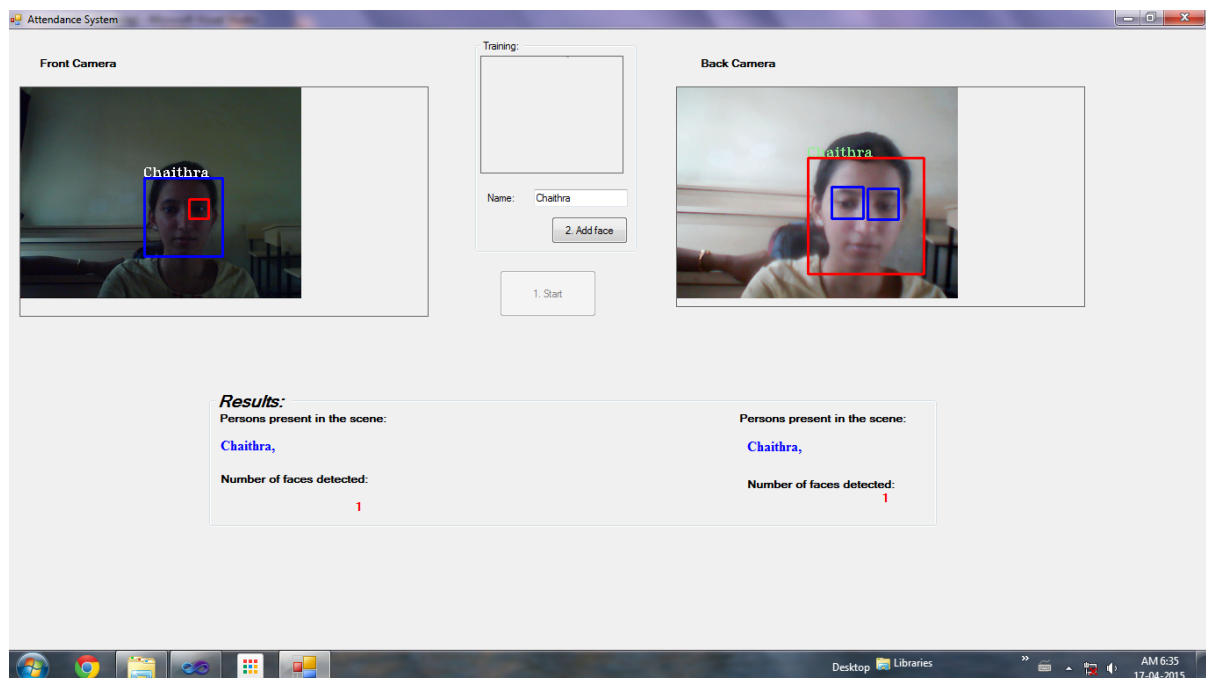 Attendance System
Front Camera
Chaithra
Training:
Name: Chaithra
2. Add face
1. Start
Back Camera
Chaithra
Results:
Persons present in the scene:
Chaithra,
Number of faces detected:
1
Persons present in the scene:
Chaithra,
Number of faces detected:
1
Desktop
Libraries
AM 6:35
17-04-2015